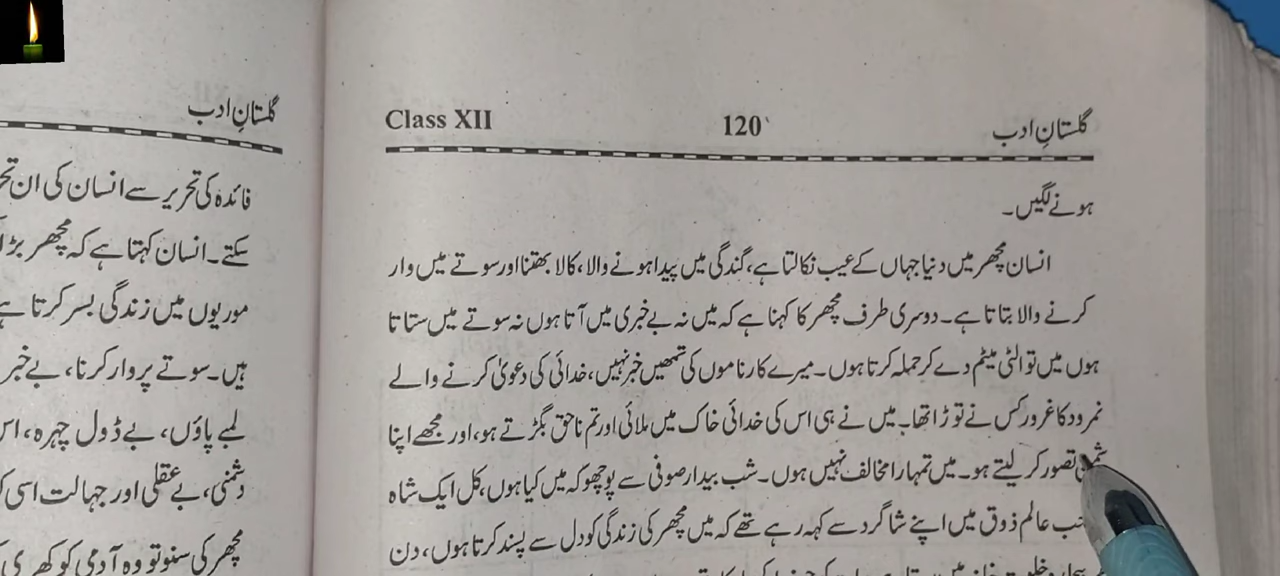 گلستانِ ادب
فائدہ کی تحریر سے انسان کی ان
سکتے۔ انسان کہتا ہے کہ مچھر بڑا
موریوں میں زندگی بسر کرتا ہے
ہیں۔ سوتے پر وار کرنا، بے خبر
لمبے پاؤں، بے ڈول چہرہ، اس
دشمنی، بے عقلی اور جہالت اسی کو
مچھر کی سنو تو وہ آدمی کو کھری
Class XII 120 گلستانِ ادب
ہونے لگیں۔
انسان مچھر میں دنیا جہاں کے عیب نکالتا ہے، گندگی میں پیدا ہونے والا، کالا بھتنا اور سوتے میں وار
کرنے والا بتاتا ہے۔ دوسری طرف مچھر کا کہنا ہے کہ میں نہ بے خبری میں آتا ہوں نہ سوتے میں ستاتا
ہوں میں تو الٹی میٹم دے کر حملہ کرتا ہوں۔ میرے کارناموں کی تمھیں خبر نہیں، خدائی کی دعویٰ کرنے والے
نمرود کا غرور کس نے توڑا تھا۔ میں نے ہی اس کی خدائی خاک میں ملائی اور تم ناحق بگڑتے ہو، اور مجھے اپنا
تصور کر لیتے ہو۔ میں تمہارا مخالف نہیں ہوں۔ شب بیدار صوفی سے پوچھو کہ میں کیا ہوں، کل ایک شاہ
عالم ذوق میں اپنے شاگرد سے کہہ رہے تھے کہ میں مچھر کی زندگی کو دل سے پسند کرتا ہوں، دن